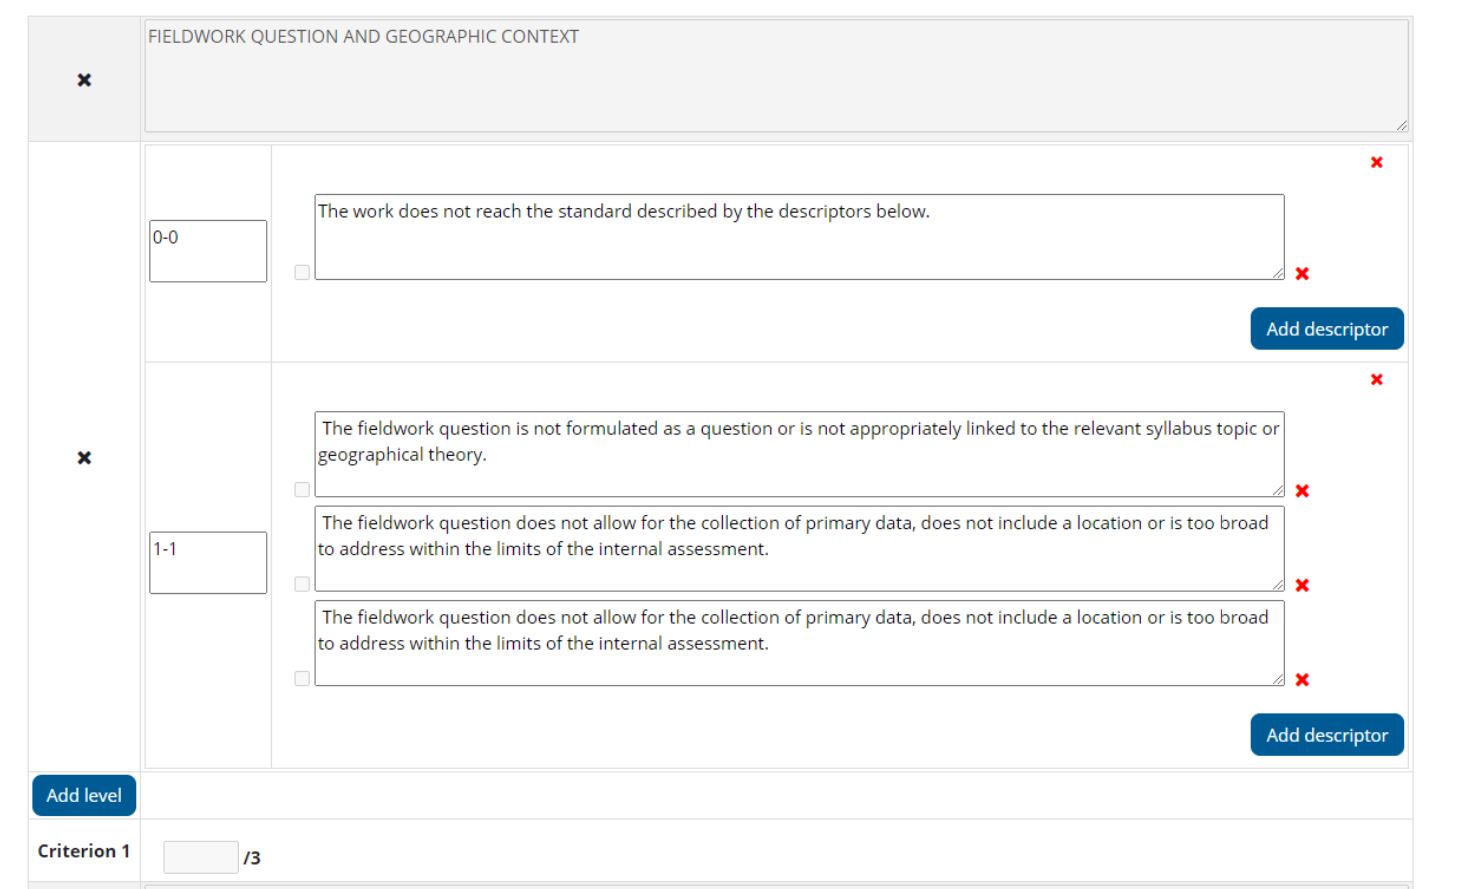 FIELDWORK QUESTION AND GEOGRAPHIC CONTEXT
0-0
The work does not reach the standard described by the descriptors below.
Add descriptor
1-1
The fieldwork question is not formulated as a question or is not appropriately linked to the relevant syllabus topic or
geographical theory.
The fieldwork question does not allow for the collection of primary data, does not include a location or is too broad
to address within the limits of the internal assessment.
The fieldwork question does not allow for the collection of primary data, does not include a location or is too broad
to address within the limits of the internal assessment.
Add descriptor
Add level
Criterion 1
/3